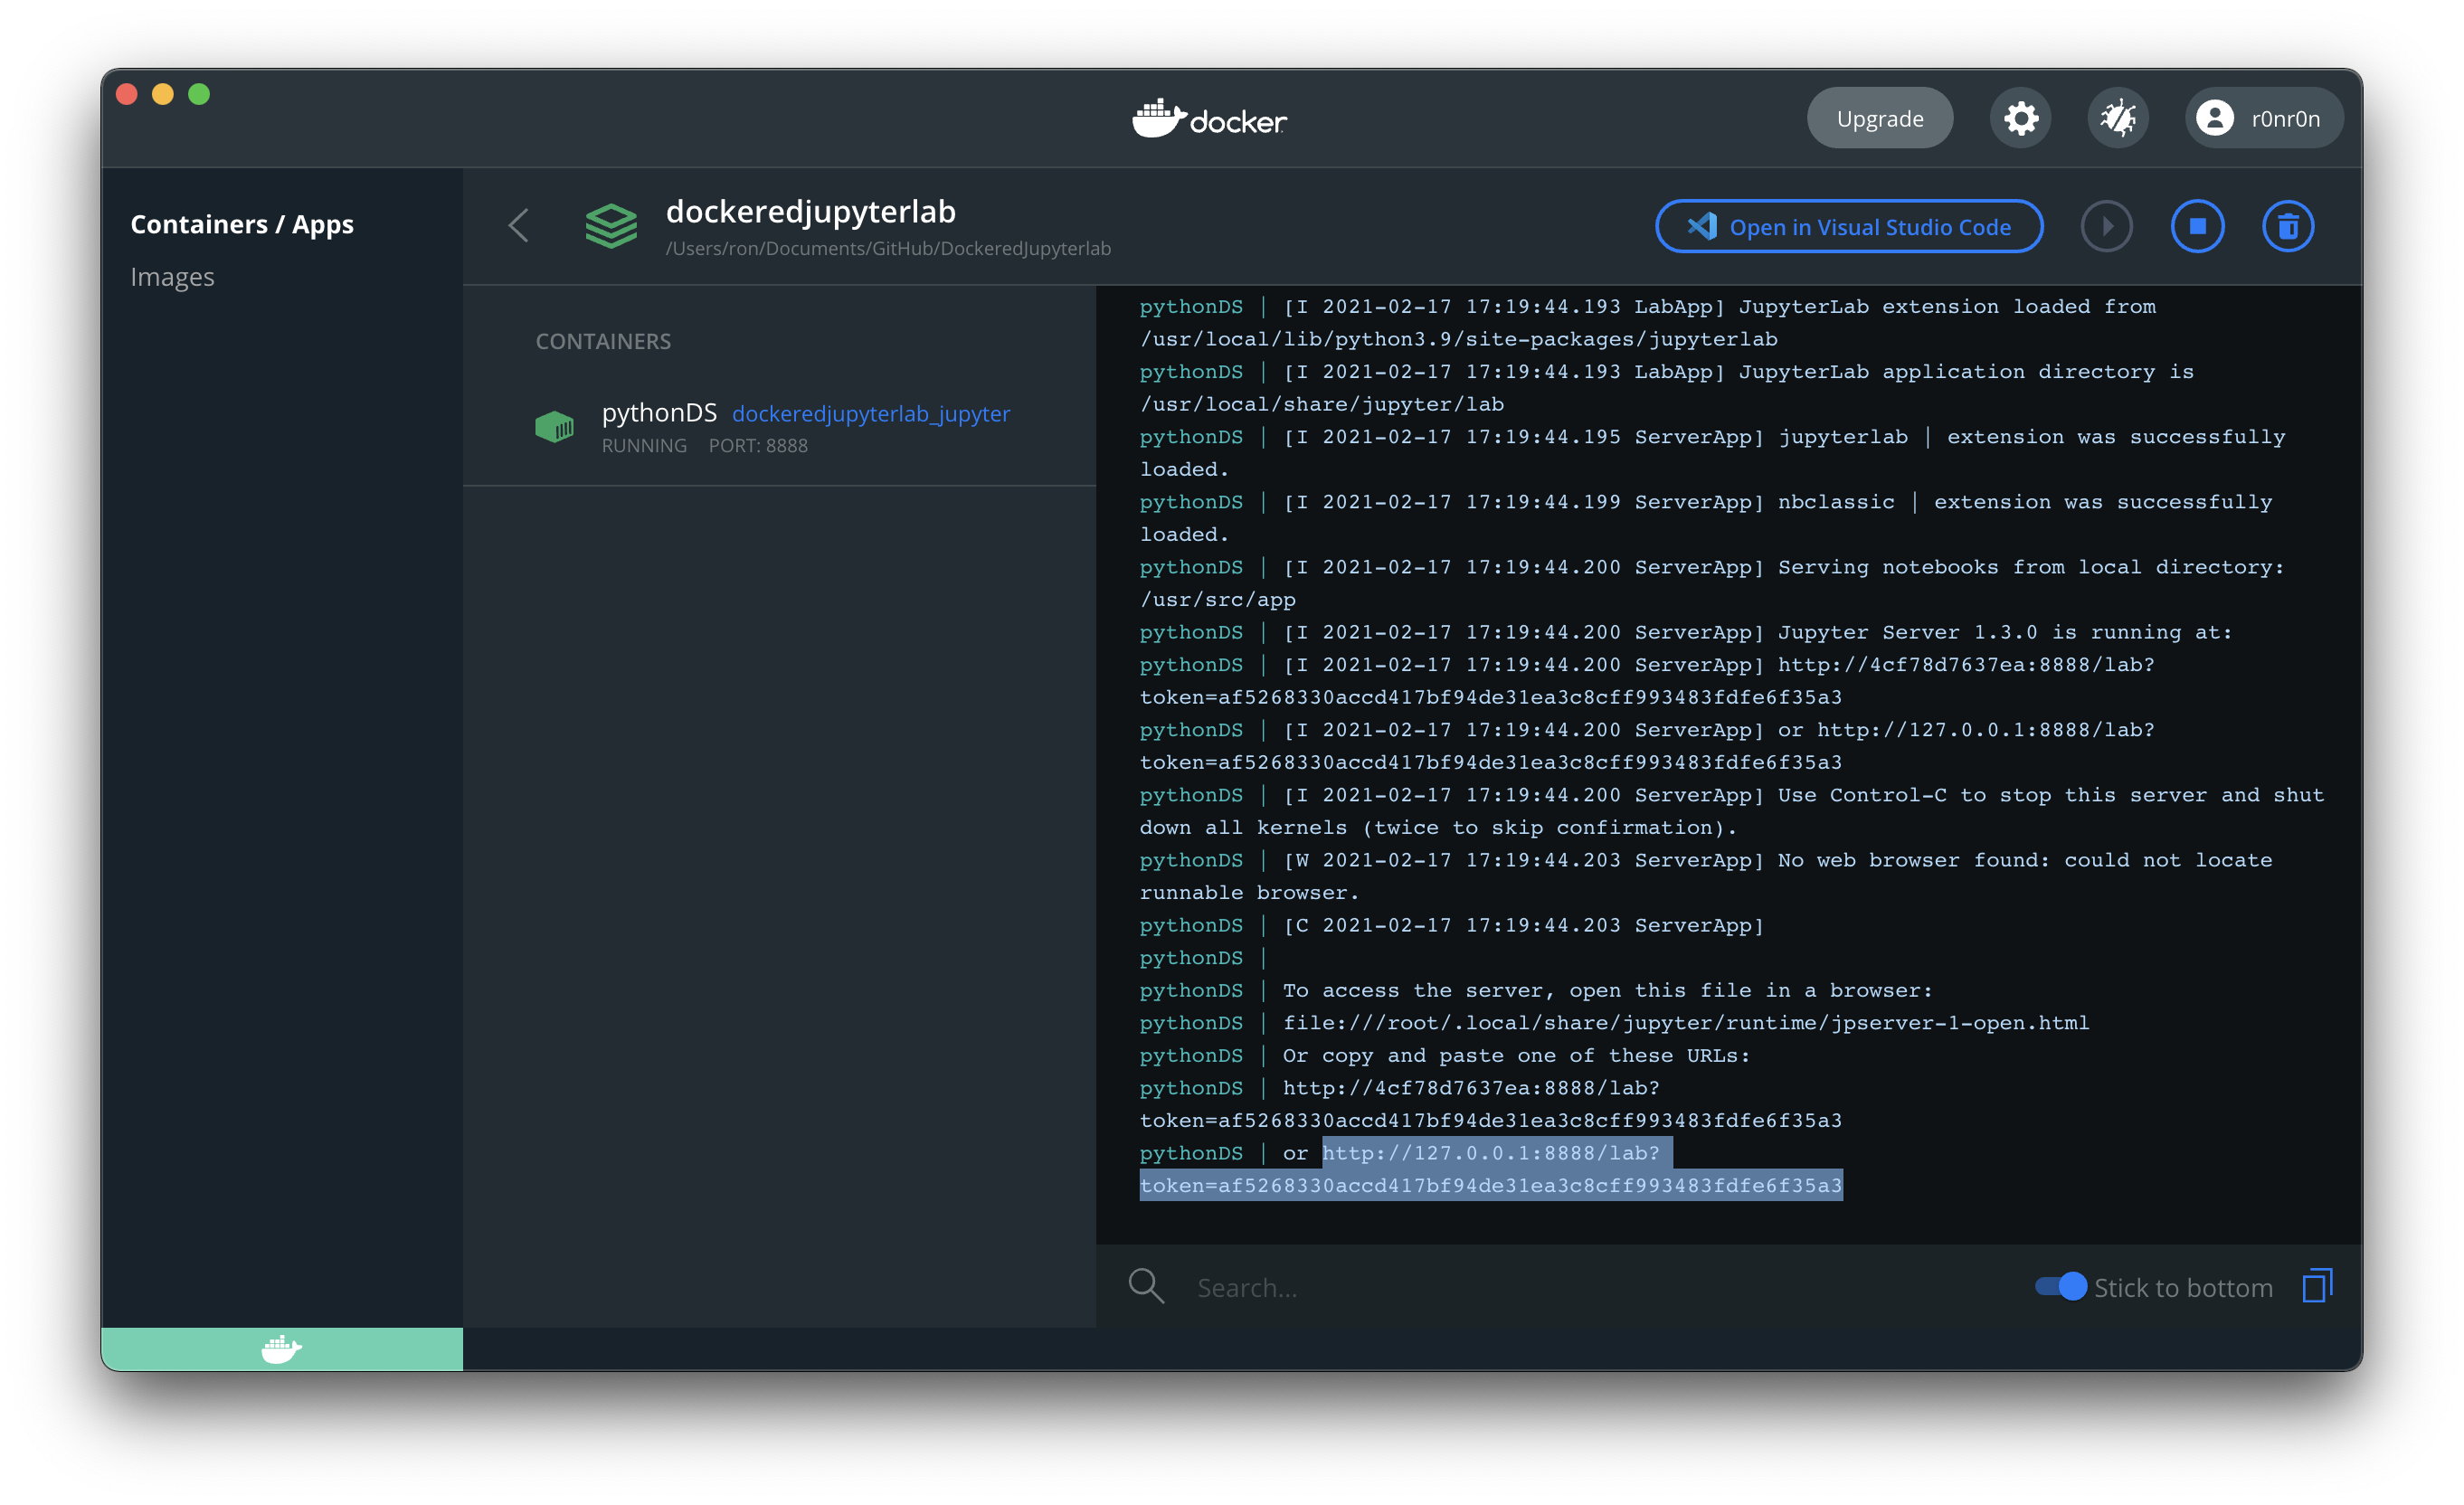 docker
Upgrade
r0nr0n
Containers / Apps
Images
dockeredjupyterlab
/Users/ron/Documents/GitHub/DockeredJupyterlab
Open in Visual Studio Code
CONTAINERS
pythonDS dockeredjupyterlab_jupyter
RUNNING PORT: 8888
pythonDS | [I 2021-02-17 17:19:44.193 LabApp] JupyterLab extension loaded from
/usr/local/lib/python3.9/site-packages/jupyterlab
pythonDS | [I 2021-02-17 17:19:44.193 LabApp] JupyterLab application directory is
/usr/local/share/jupyter/lab
pythonDS | [I 2021-02-17 17:19:44.195 ServerApp] jupyterlab | extension was successfully
loaded.
pythonDS | [I 2021-02-17 17:19:44.199 ServerApp] nbclassic | extension was successfully
loaded.
pythonDS | [I 2021-02-17 17:19:44.200 ServerApp] Serving notebooks from local directory:
/usr/src/app
pythonDS | [I 2021-02-17 17:19:44.200 ServerApp] Jupyter Server 1.3.0 is running at:
pythonDS | [I 2021-02-17 17:19:44.200 ServerApp] http://4cf78d7637ea:8888/lab?
token=af5268330accd417bf94de31ea3c8cff993483fdfe6f35a3
pythonDS | [I 2021-02-17 17:19:44.200 ServerApp] or http://127.0.0.1:8888/lab?
token=af5268330accd417bf94de31ea3c8cff993483fdfe6f35a3
pythonDS | [I 2021-02-17 17:19:44.200 ServerApp] Use Control-C to stop this server and shut
down all kernels (twice to skip confirmation).
pythonDS | [W 2021-02-17 17:19:44.203 ServerApp] No web browser found: could not locate
runnable browser.
pythonDS | [C 2021-02-17 17:19:44.203 ServerApp]
pythonDS |
pythonDS | To access the server, open this file in a browser:
pythonDS | file:///root/.local/share/jupyter/runtime/jpserver-1-open.html
pythonDS | Or copy and paste one of these URLs:
pythonDS | http://4cf78d7637ea:8888/lab?
token=af5268330accd417bf94de31ea3c8cff993483fdfe6f35a3
pythonDS | or http://127.0.0.1:8888/lab?
token=af5268330accd417bf94de31ea3c8cff993483fdfe6f35a3
Search...
Stick to bottom